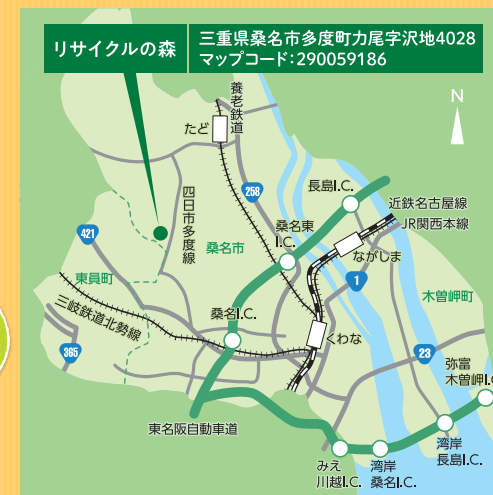 リサイクルの森
三重県桑名市多度町力尾字沢地4028
マップコード:290059186
N
養老鉄道
たど
258
長島I.C.
近鉄名古屋線
JR関西本線
四日市多度線
桑名東
I.C.
421
桑名市
ながしま
東員町
1
木曽岬町
三岐鉄道北勢線
桑名I.C.
くわな
365
23
弥富
木曽岬I.C
東名阪自動車道
みえ
川越I.C.
湾岸
桑名I.C.
湾岸
長島I.C.